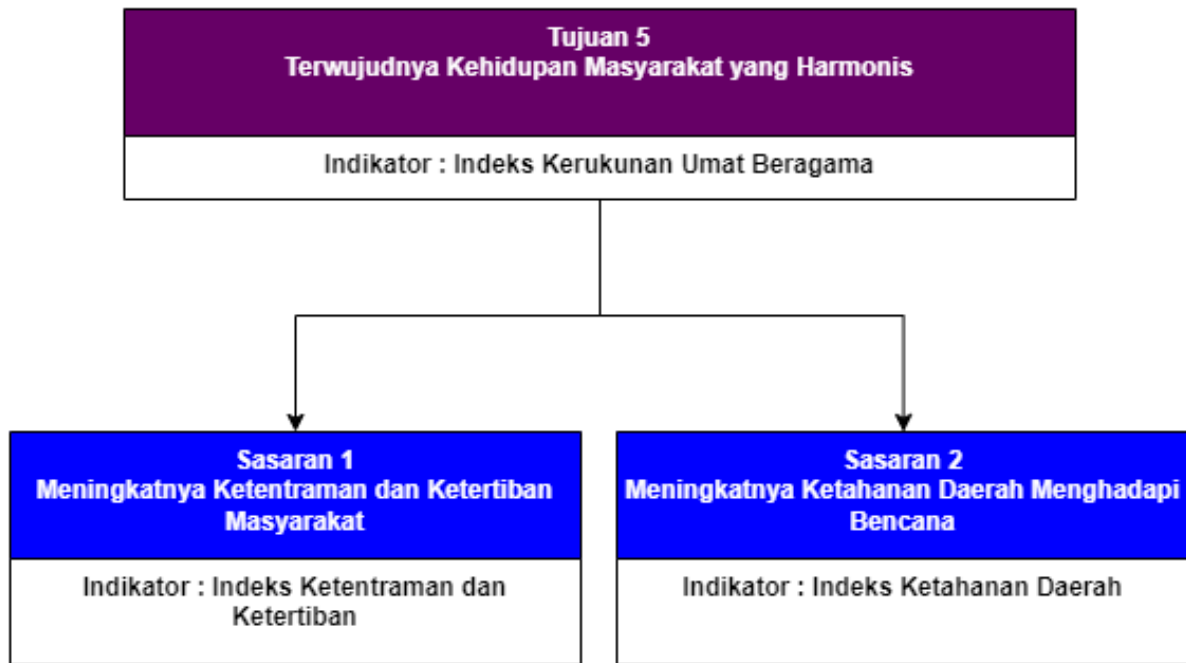 Tujuan 5
Terwujudnya Kehidupan Masyarakat yang Harmonis
Indikator : Indeks Kerukunan Umat Beragama
Sasaran 1
Meningkatnya Ketentraman dan Ketertiban
Masyarakat
Indikator : Indeks Ketentraman dan
Ketertiban
Sasaran 2
Meningkatnya Ketahanan Daerah Menghadapi
Bencana
Indikator : Indeks Ketahanan Daerah